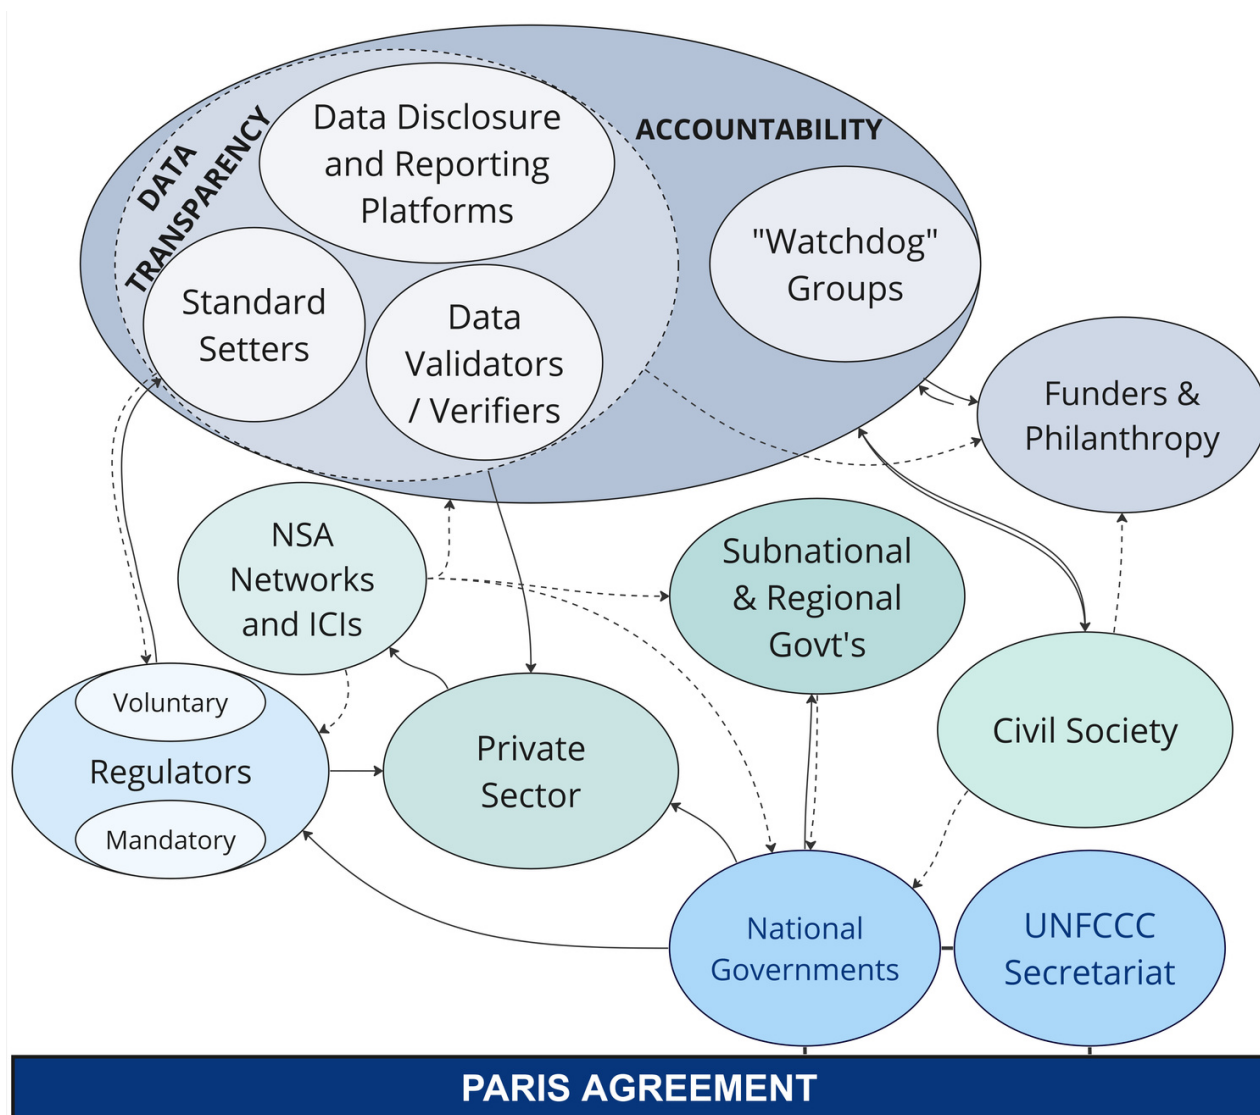 DATA
TRANSPARENCY
Data Disclosure
and Reporting
Platforms
ACCOUNTABILITY
"Watchdog"
Groups
Standard
Setters
Data
Validators
/ Verifiers
Funders &
Philanthropy
NSA
Networks
and ICIs
Subnational
& Regional
Govt's
Voluntary
Regulators
Mandatory
Private
Sector
Civil Society
National
Governments
UNFCCC
Secretariat
PARIS AGREEMENT